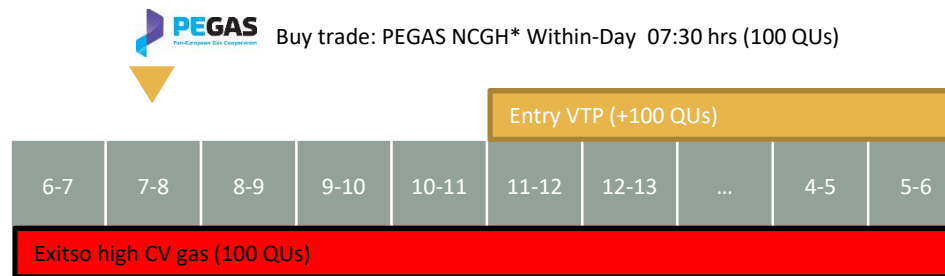 PEGAS
Pan-European Gas Cooperation
Buy trade: PEGAS NCGH* Within-Day 07:30 hrs (100 QUs)
Entry VTP (+100 QUs)
6-7 7-8 8-9 9-10 10-11 11-12 12-13 ... 4-5 5-6
Exitso high CV gas (100 QUs)